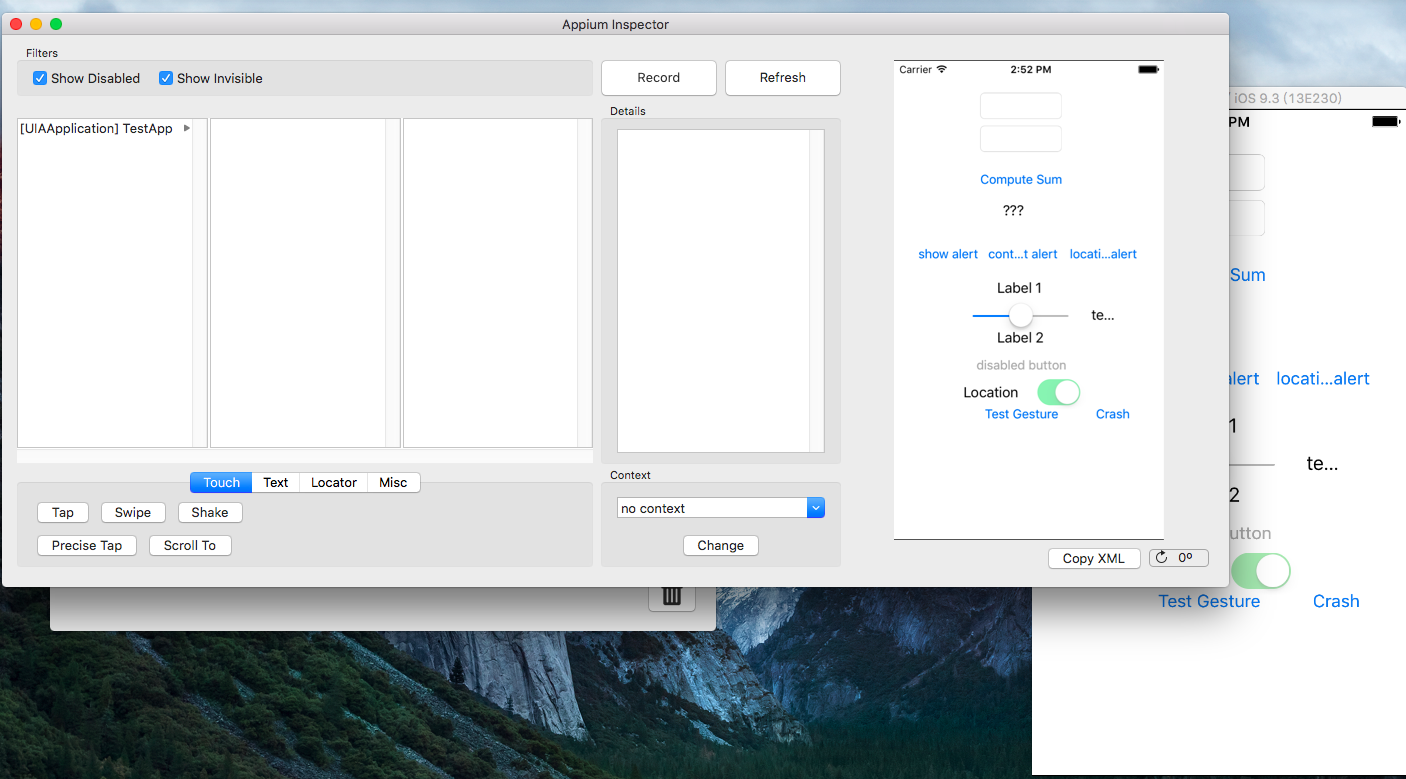 Appium Inspector
Filters
Show Disabled
Show Invisible
Record
Refresh
Details
[UIAApplication] TestApp
Touch
Text
Locator
Misc
Tap
Swipe
Shake
Precise Tap
Scroll To
Context
no context
Change
Carrier
2:52 PM
Compute Sum
???
show alert
cont...t alert
locati...alert
Label 1
te...
Label 2
disabled button
Location
Test Gesture
Crash
Copy XML
0º
iOS 9.3 (13E230)
PM
Sum
alert
locati...alert
1
te...
2
utton
Test Gesture
Crash